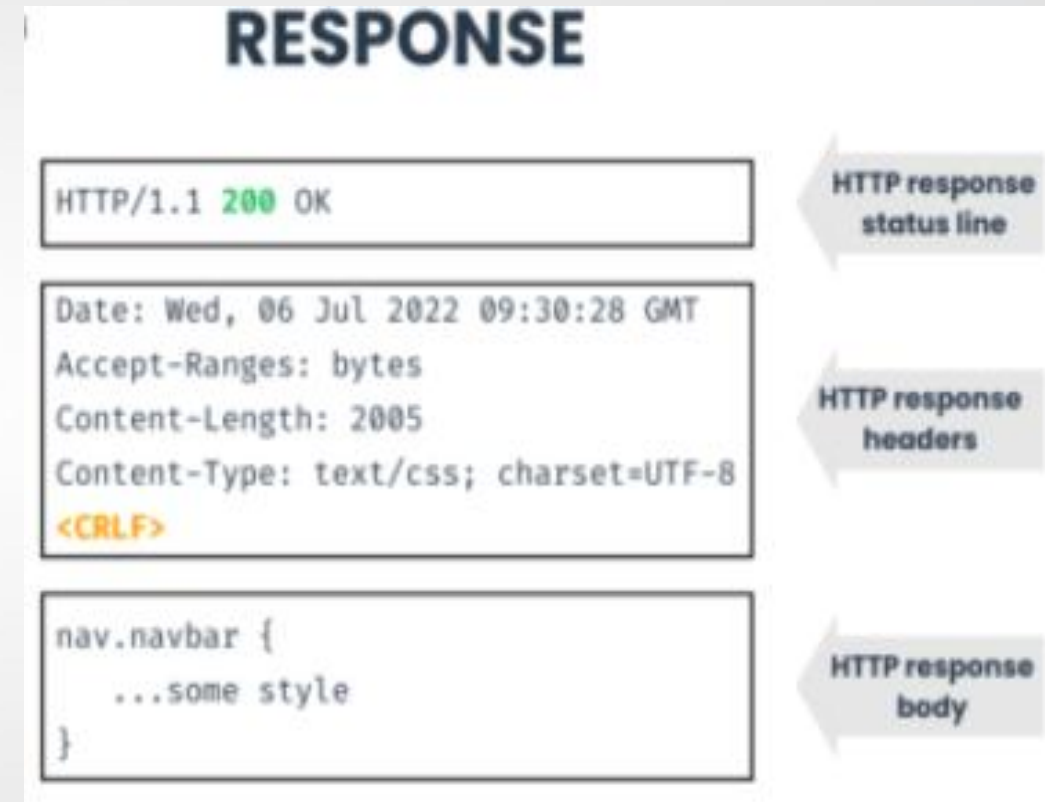 RESPONSE
HTTP/1.1 200 OK
HTTP response
status line
Date: Wed, 06 Jul 2022 09:30:28 GMT
Accept-Ranges: bytes
Content-Length: 2005
Content-Type: text/css; charset=UTF-8
<CRLF>
HTTP response
headers
nav.navbar {
...some style
}
HTTP response
body